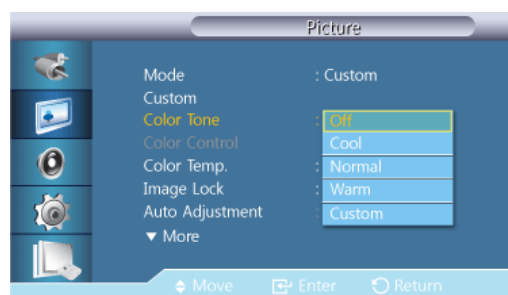 Picture
Mode : Custom
Custom
Color Tone : Off
Color Control Cool
Color Temp. : Normal
Image Lock : Warm
Auto Adjustment : Custom
▼ More
Move Enter Return